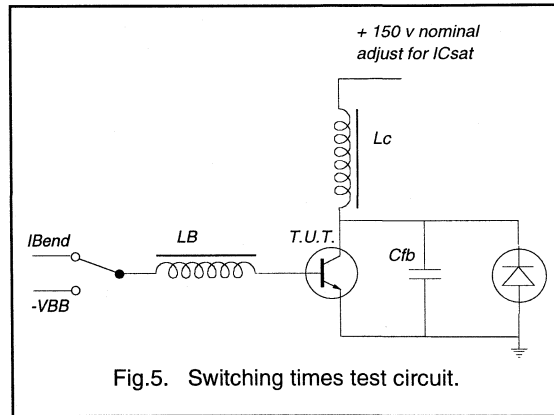 + 150 v nominal
adjust for ICsat
Lc
LB
T.U.T.
IBend
Cfb
-VBB
Fig.5. Switching times test circuit.